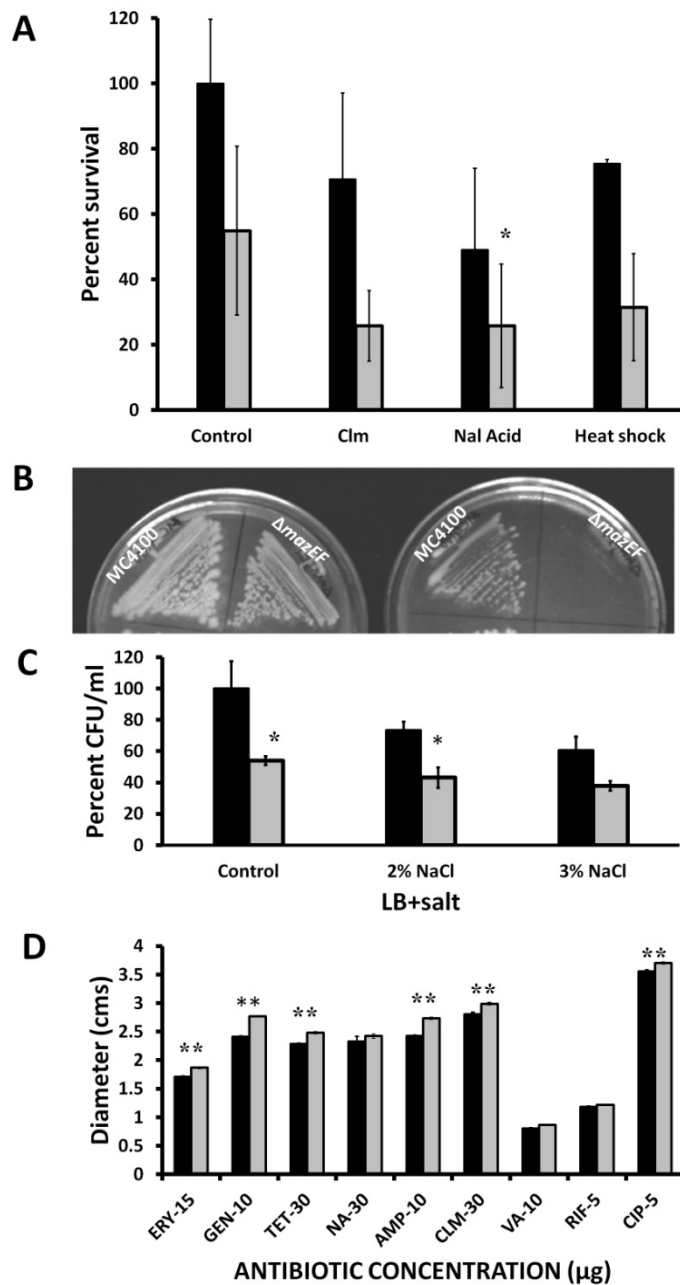 A
120
*
100
80
60
40
20
0
Percent survival
Control Clm Nal Acid Heat shock
B
MC4100 ΔmazEF MC4100 ΔmazEF
C
120
100
80
60
40
20
0
Percent CFU/ml
* *
Control 2% NaCl 3% NaCl
LB+salt
D
4
3.5
3
2.5
2
1.5
1
0.5
0
Diameter (cms)
** ** ** ** ** **
ERY-15 GEN-10 TET-30 NA-30 AMP-10 CLM-30 VA-10 RIF-5 CIP-5
ANTIBIOTIC CONCENTRATION (µg)